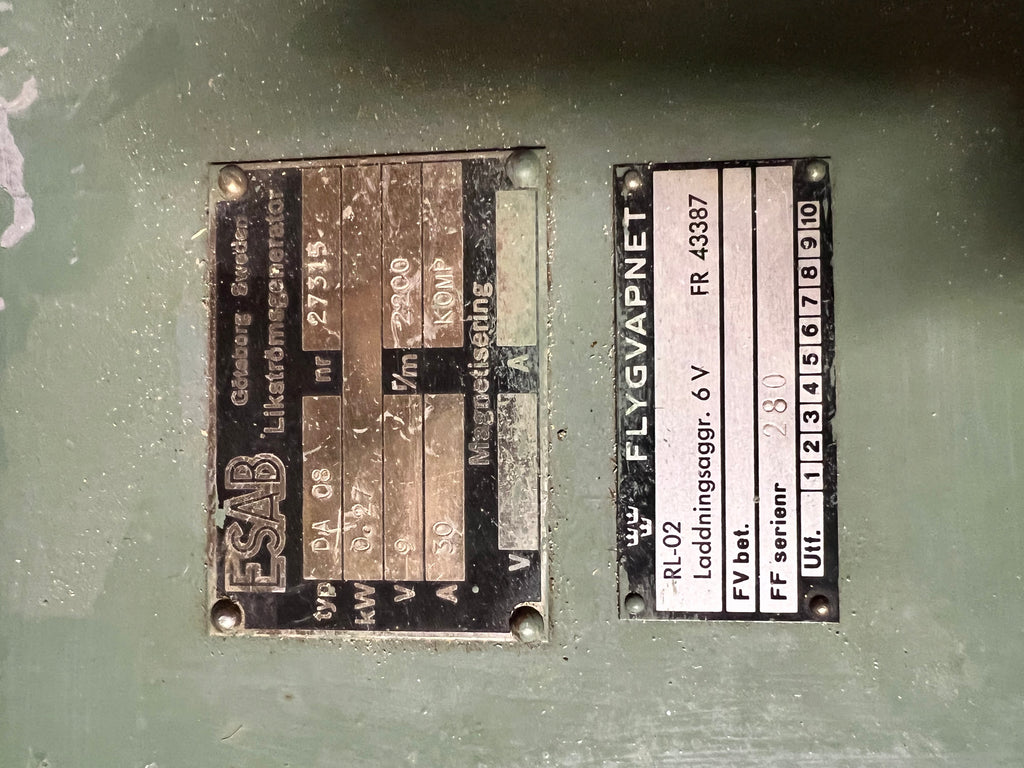 ESAB
Göteborg Sweden
Likströmsgenerator
typ DA 08 nr 27315
kW 0.27
V 9 r/m 2200
A 30 KOMP
Magnetisering
V A
FLYGVAPNET
RL-02
Laddningsaggr. 6 V FR 43387
FV bet.
FF serienr 280
Utf. 1 2 3 4 5 6 7 8 9 10